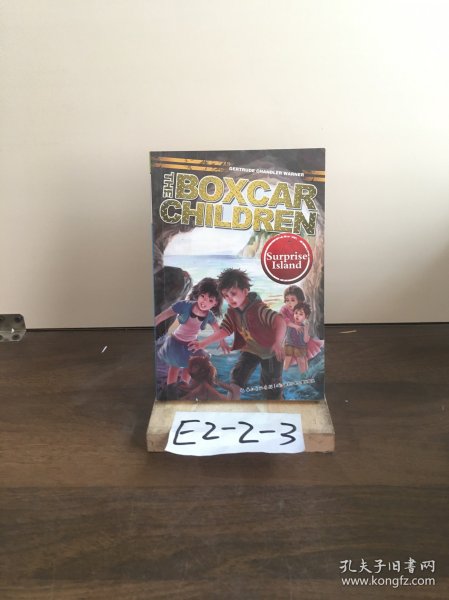 GERTRUDE CHANDLER WARNER
THE BOXCAR
CHILDREN
Surprise
Island
E2-2-3
孔夫子旧书网
www.kongfz.com